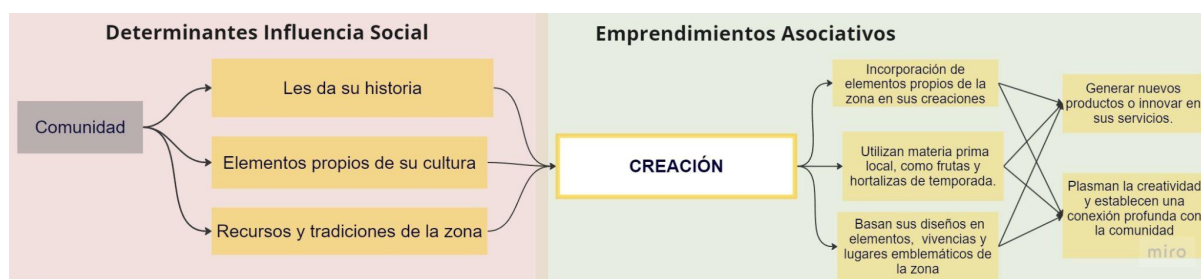 Determinantes Influencia Social
Comunidad
Les da su historia
Elementos propios de su cultura
Recursos y tradiciones de la zona
Emprendimientos Asociativos
CREACIÓN
Incorporación de
elementos propios de la
zona en sus creaciones
Utilizan materia prima
local, como frutas y
hortalizas de temporada.
Basan sus diseños en
elementos, vivencias y
lugares emblemáticos de
la zona
Generar nuevos
productos o innovar en
sus servicios.
Plasman la creatividad
y establecen una
conexión profunda con
la comunidad
miro